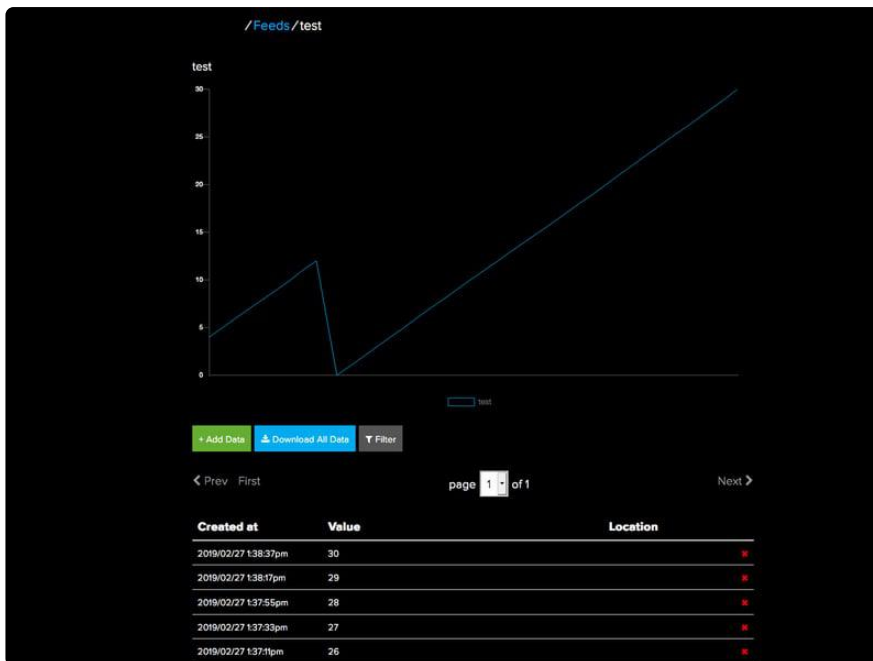 /Feeds/test
test
30
25
20
15
10
5
0
test
+ Add Data Download All Data Filter
Prev First page 1 of 1 Next
Created at Value Location
2019/02/27 1:38:37pm 30
2019/02/27 1:38:17pm 29
2019/02/27 1:37:55pm 28
2019/02/27 1:37:33pm 27
2019/02/27 1:37:11pm 26